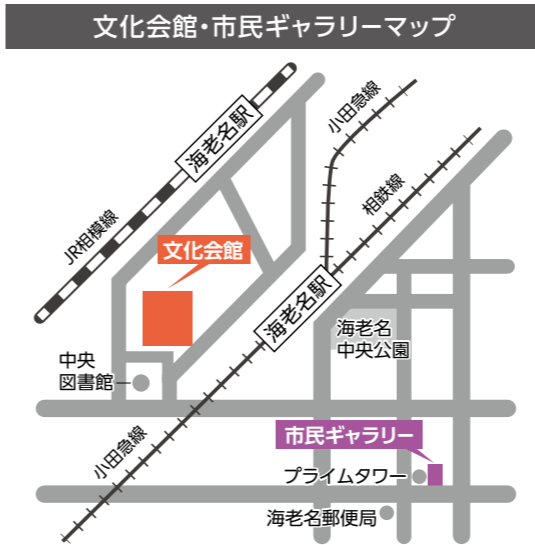 文化会館・市民ギャラリーマップ
小田急線
海老名駅
相鉄線
JR相模線
文化会館
海老名駅
海老名
中央公園
中央
図書館
市民ギャラリー
小田急線
プライムタワー
海老名郵便局